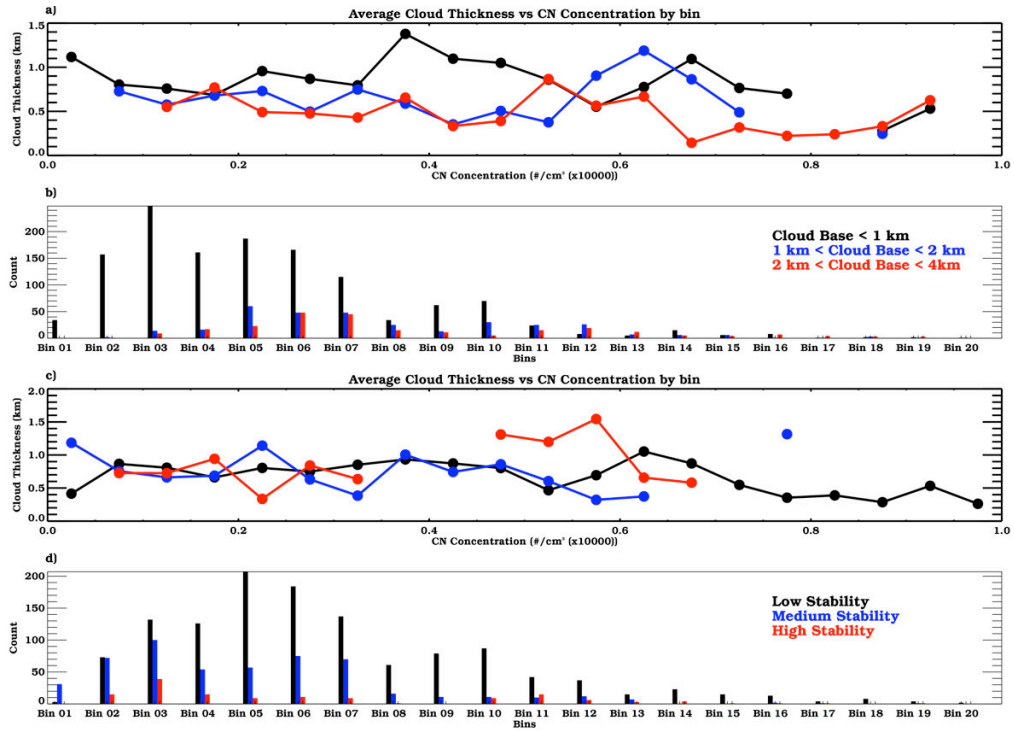 a)
Average Cloud Thickness vs CN Concentration by bin
Cloud Thickness (km)
1.5
1.0
0.5
0.0
0.0 0.2 0.4 0.6 0.8 1.0
CN Concentration (#/cm³ (x10000))
b)
Count
200
150
100
50
0
Cloud Base < 1 km
1 km < Cloud Base < 2 km
2 km < Cloud Base < 4km
Bin 01 Bin 02 Bin 03 Bin 04 Bin 05 Bin 06 Bin 07 Bin 08 Bin 09 Bin 10 Bin 11 Bin 12 Bin 13 Bin 14 Bin 15 Bin 16 Bin 17 Bin 18 Bin 19 Bin 20
Bins
c)
Average Cloud Thickness vs CN Concentration by bin
Cloud Thickness (km)
2.0
1.5
1.0
0.5
0.0
0.0 0.2 0.4 0.6 0.8 1.0
CN Concentration (#/cm³ (x10000))
d)
Count
200
150
100
50
0
Low Stability
Medium Stability
High Stability
Bin 01 Bin 02 Bin 03 Bin 04 Bin 05 Bin 06 Bin 07 Bin 08 Bin 09 Bin 10 Bin 11 Bin 12 Bin 13 Bin 14 Bin 15 Bin 16 Bin 17 Bin 18 Bin 19 Bin 20
Bins